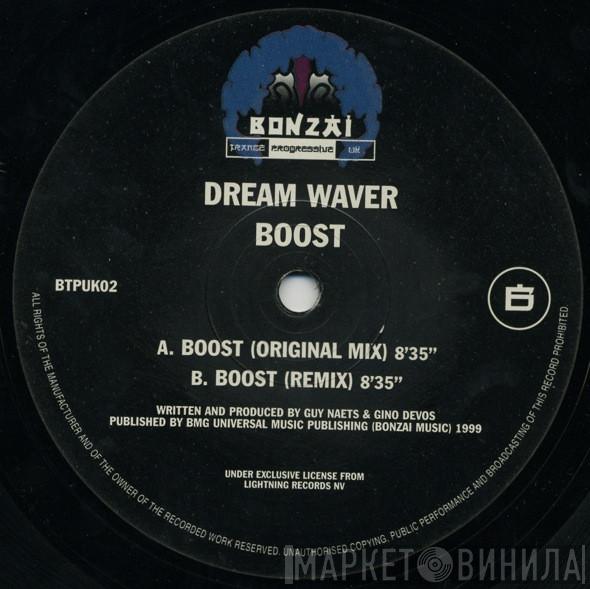 BONZAI
TRANCE PROGRESSIVE UK
DREAM WAVER
BOOST
BTPUK02
A. BOOST (ORIGINAL MIX) 8'35"
B. BOOST (REMIX) 8'35"
WRITTEN AND PRODUCED BY GUY NAETS & GINO DEVOS
PUBLISHED BY BMG UNIVERSAL MUSIC PUBLISHING (BONZAI MUSIC) 1999
UNDER EXCLUSIVE LICENSE FROM
LIGHTNING RECORDS NV
ALL RIGHTS OF THE MANUFACTURER AND OF THE OWNER OF THE RECORDED WORK RESERVED. UNAUTHORISED COPYING, PUBLIC PERFORMANCE AND BROADCASTING OF THIS RECORD PROHIBITED.
МАРКЕТ ВИНИЛА